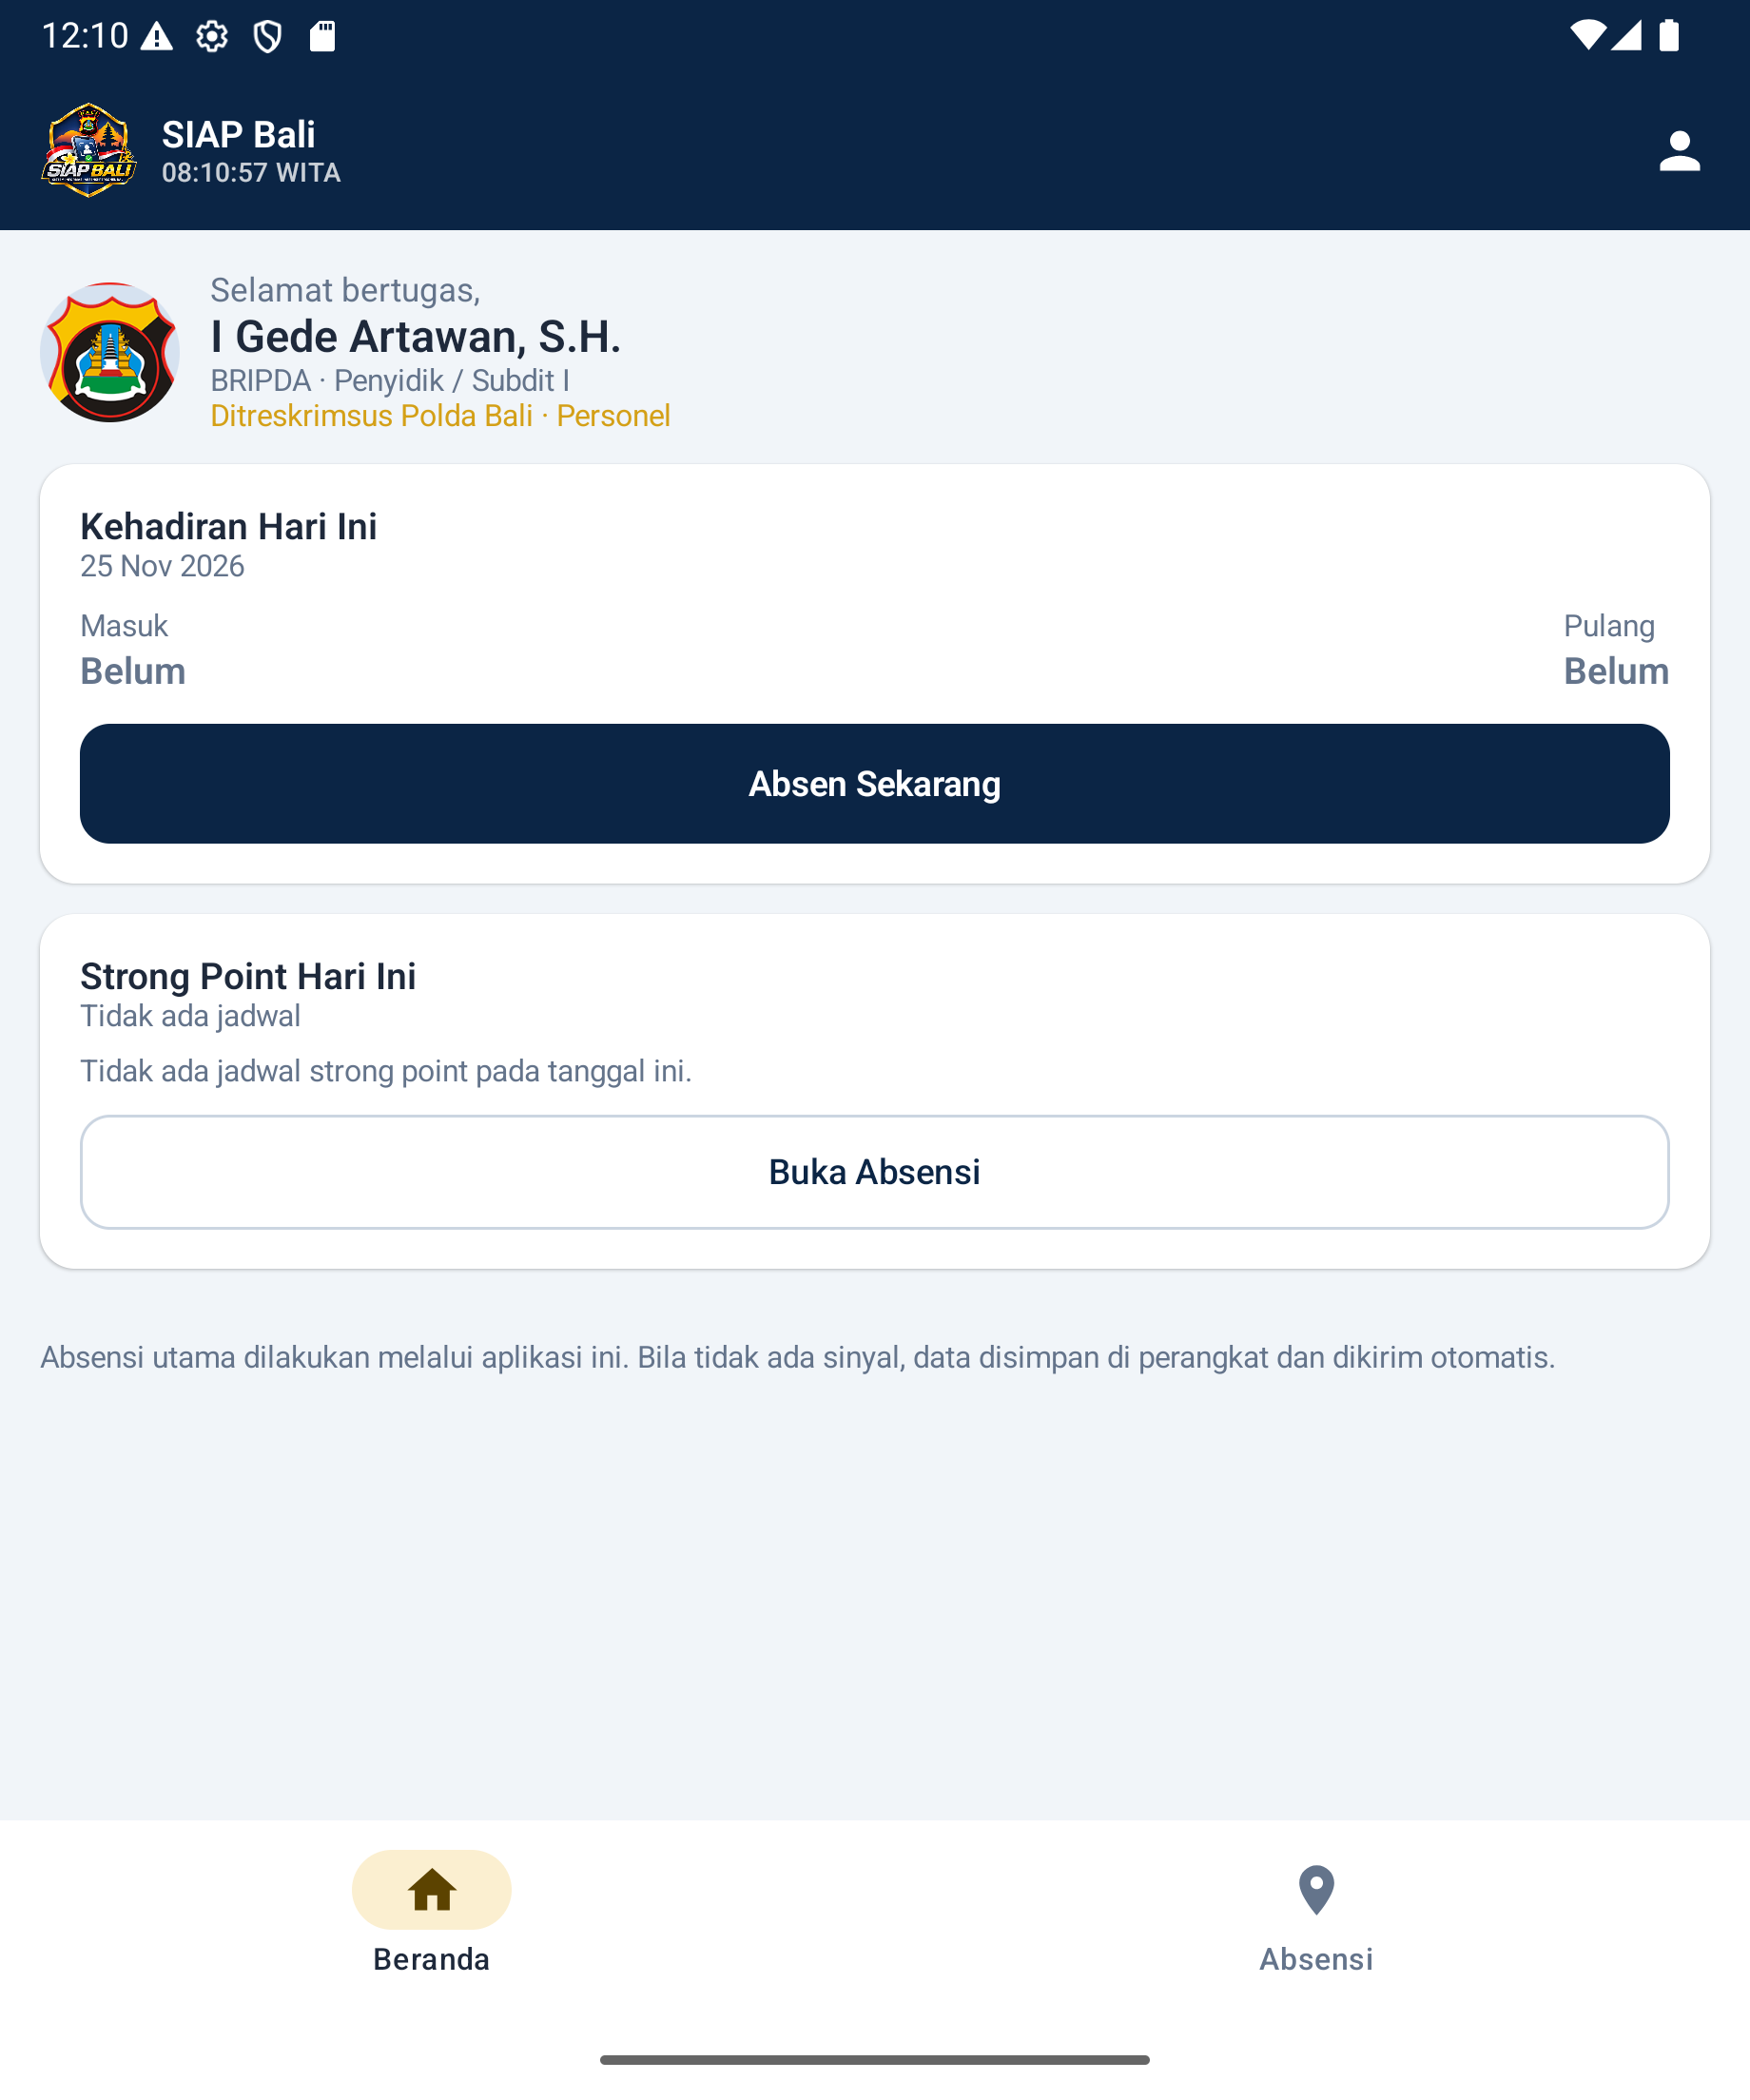 12:10
SIAP BALI
SIAP Bali
08:10:57 WITA
Selamat bertugas,
I Gede Artawan, S.H.
BRIPDA · Penyidik / Subdit I
Ditreskrimsus Polda Bali · Personel
Kehadiran Hari Ini
25 Nov 2026
Masuk
Pulang
Belum
Belum
Absen Sekarang
Strong Point Hari Ini
Tidak ada jadwal
Tidak ada jadwal strong point pada tanggal ini.
Buka Absensi
Absensi utama dilakukan melalui aplikasi ini. Bila tidak ada sinyal, data disimpan di perangkat dan dikirim otomatis.
Beranda
Absensi